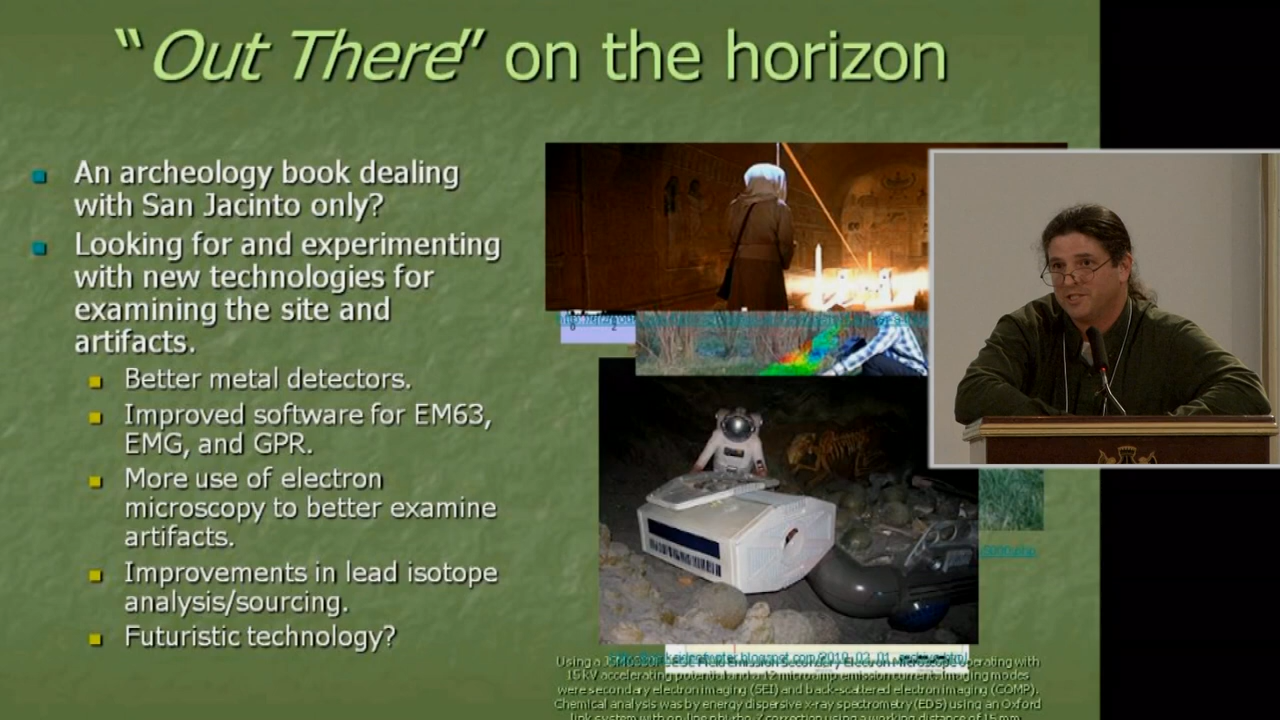 “Out There” on the horizon
An archeology book dealing
with San Jacinto only?
Looking for and experimenting
with new technologies for
examining the site and
artifacts.
Better metal detectors.
Improved software for EM63,
EMG, and GPR.
More use of electron
microscopy to better examine
artifacts.
Improvements in lead isotope
analysis/sourcing.
Futuristic technology?
Using a Field Emission Secondary Electron Microscope operating with
15 kV accelerating potential and a 12 microamp emission current. Imaging modes
were secondary electron imaging (SEI) and back-scattered electron imaging (COMP).
Chemical analysis was by energy dispersive x-ray spectrometry (EDS) using an Oxford
link system with on-line phi-rho-Z correction using a working distance of 15 mm